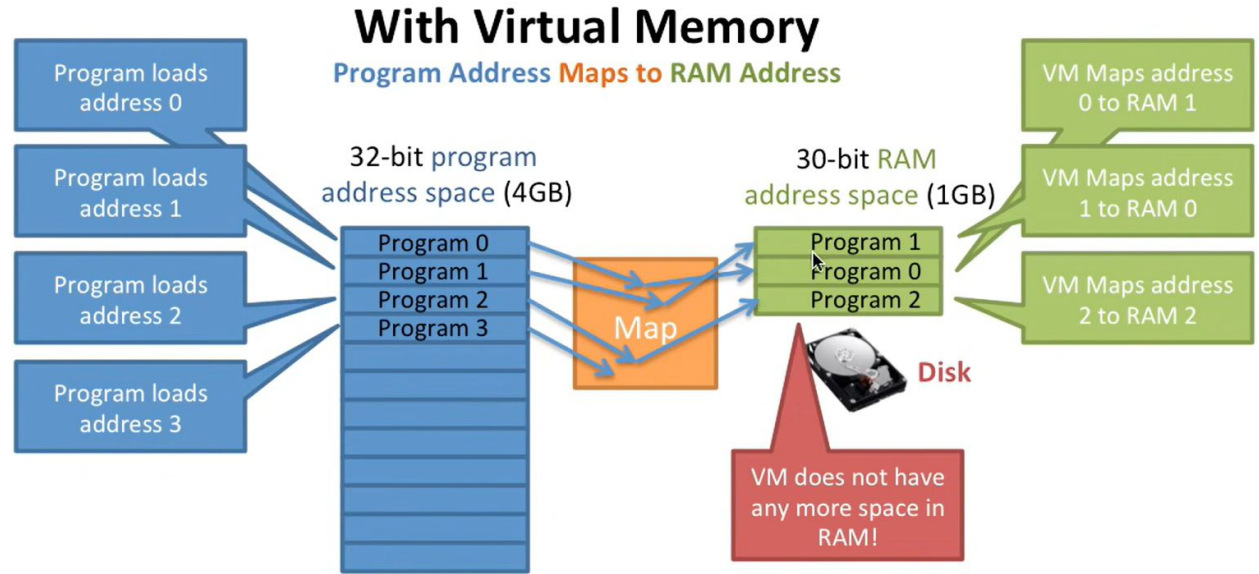 With Virtual Memory
Program Address Maps to RAM Address
Program loads
address 0
Program loads
address 1
Program loads
address 2
Program loads
address 3
32-bit program
address space (4GB)
Program 0
Program 1
Program 2
Program 3
Map
30-bit RAM
address space (1GB)
Program 1
Program 0
Program 2
Disk
VM does not have
any more space in
RAM!
VM Maps address
0 to RAM 1
VM Maps address
1 to RAM 0
VM Maps address
2 to RAM 2